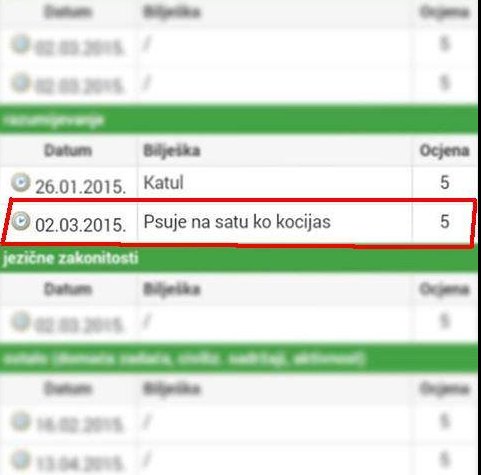 Datum Bilješka Ocjena
02.03.2015. / 5
02.03.2015. / 5
razumijevanje
Datum Bilješka Ocjena
26.01.2015. Katul 5
02.03.2015. Psuje na satu ko kocijas 5
jezične zakonitosti
Datum Bilješka Ocjena
02.03.2015. / 5
ostalo (domaća zadaća, civiliz. sadržaji, aktivnost)
Datum Bilješka Ocjena
16.02.2015. / 5
13.04.2015. / 5